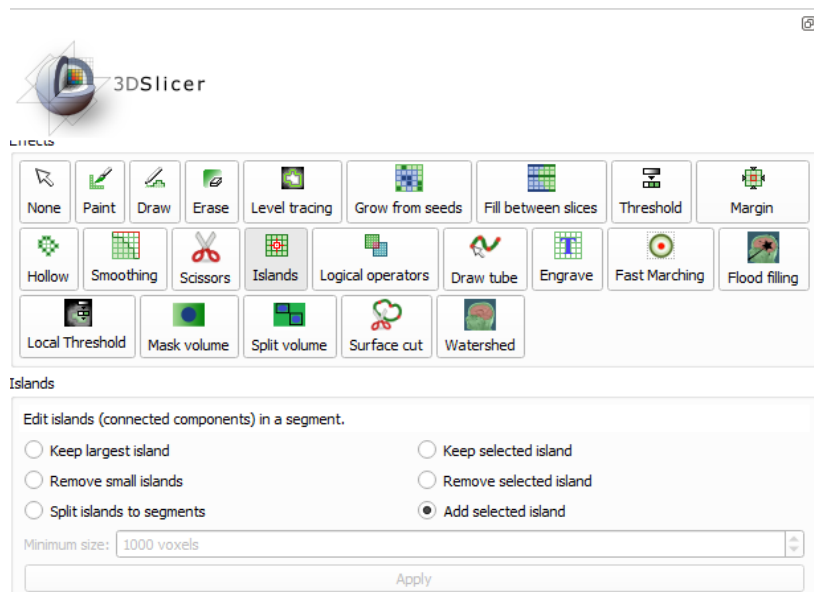 3DSlicer
Effects
None Paint Draw Erase Level tracing Grow from seeds Fill between slices Threshold Margin
Hollow Smoothing Scissors Islands Logical operators Draw tube Engrave Fast Marching Flood filling
Local Threshold Mask volume Split volume Surface cut Watershed
Islands
Edit islands (connected components) in a segment.
Keep largest island Keep selected island
Remove small islands Remove selected island
Split islands to segments Add selected island
Minimum size: 1000 voxels
Apply